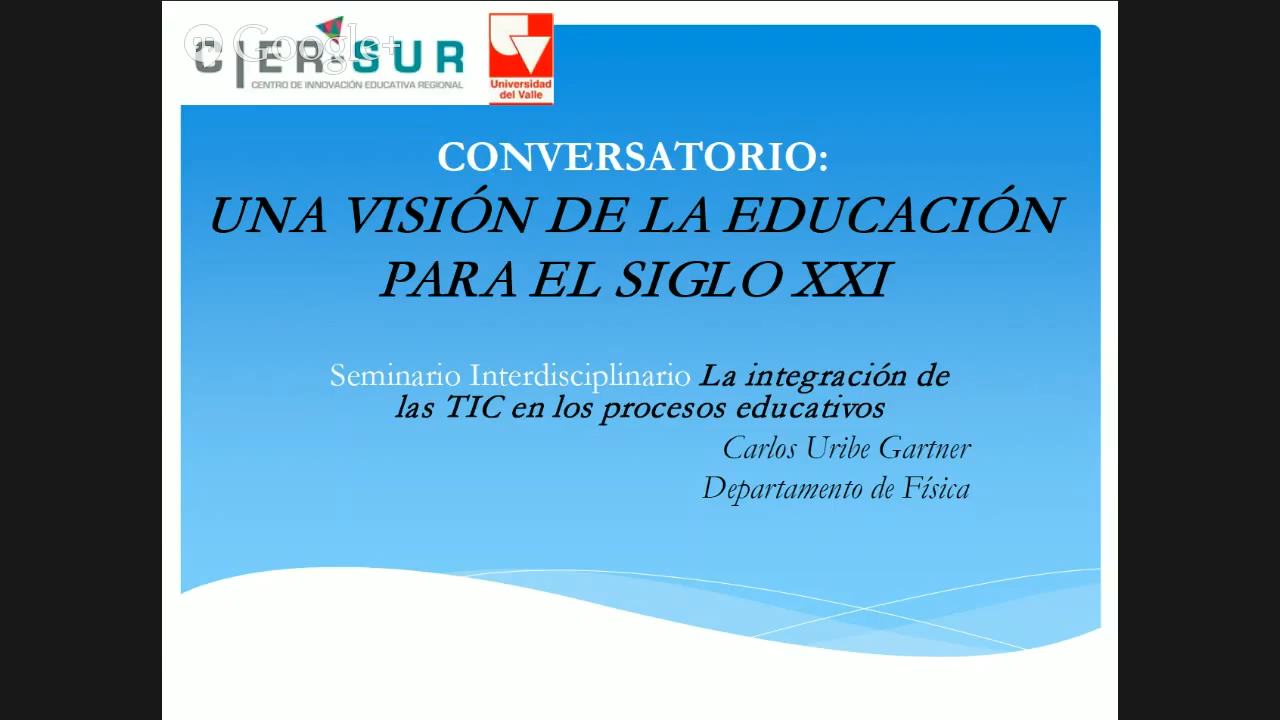 Google+
CIER-SUR
CENTRO DE INNOVACIÓN EDUCATIVA REGIONAL
Universidad
del Valle
CONVERSATORIO:
UNA VISIÓN DE LA EDUCACIÓN
PARA EL SIGLO XXI
Seminario Interdisciplinario La integración de
las TIC en los procesos educativos
Carlos Uribe Gartner
Departamento de Física